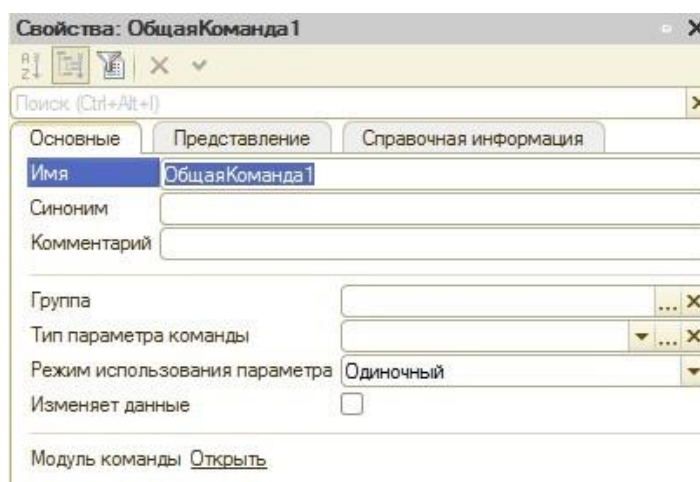 Свойства: ОбщаяКоманда1
Поиск (Ctrl+Alt+I)
Основные Представление Справочная информация
Имя ОбщаяКоманда1
Синоним
Комментарий
Группа ...
Тип параметра команды ...
Режим использования параметра Одиночный
Изменяет данные
Модуль команды Открыть